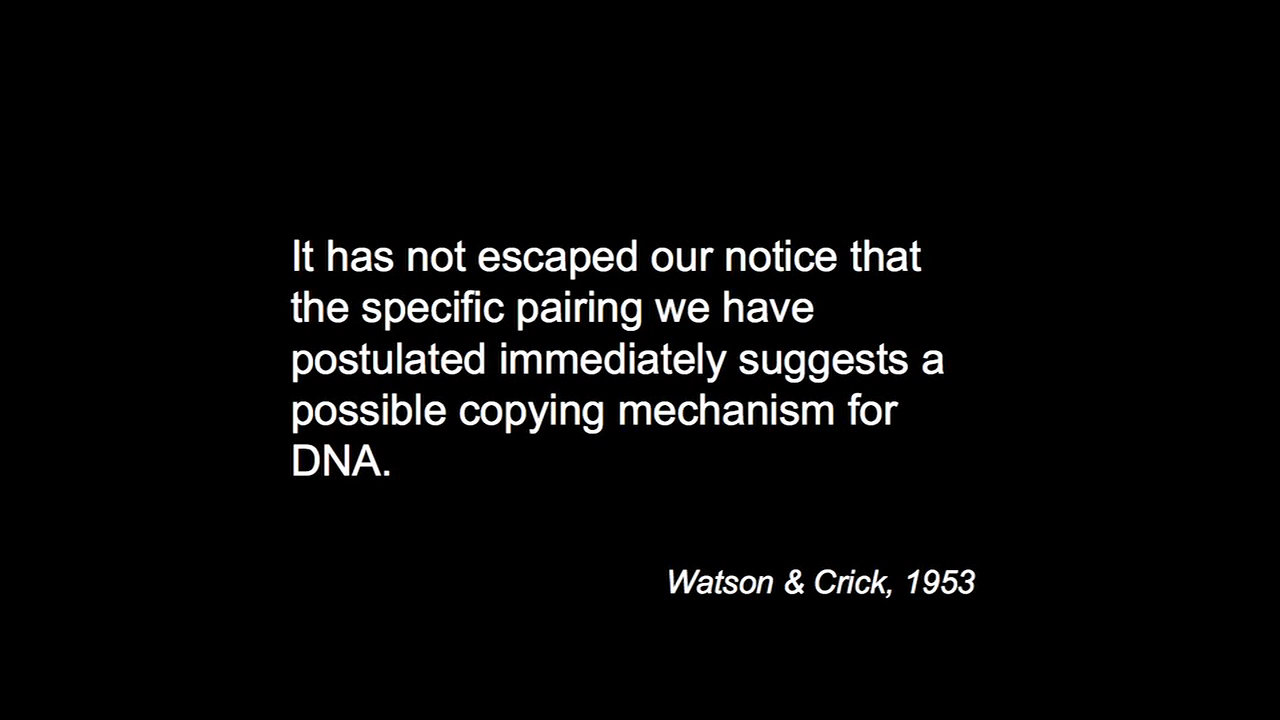 It has not escaped our notice that
the specific pairing we have
postulated immediately suggests a
possible copying mechanism for
DNA.
Watson & Crick, 1953